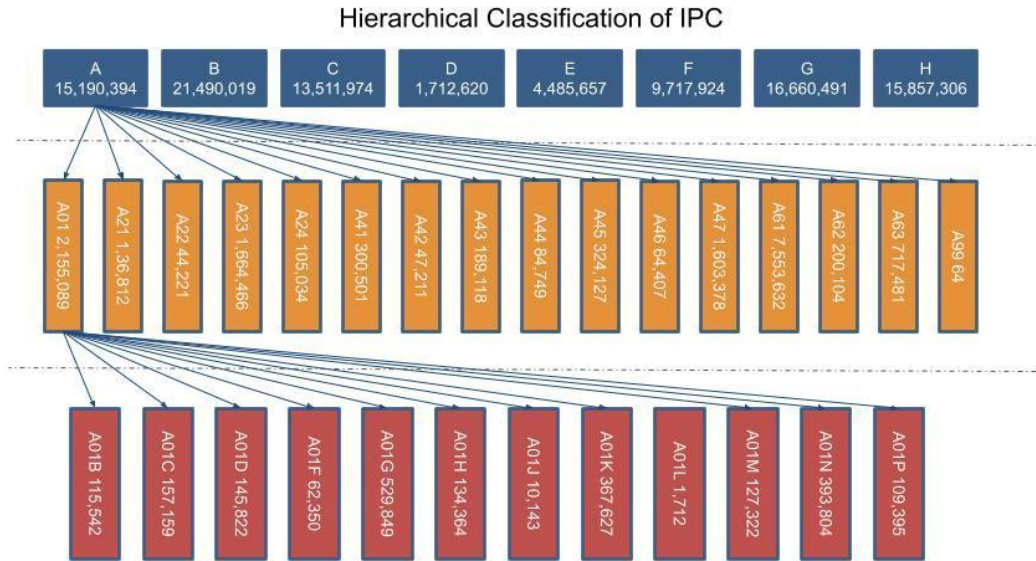 Hierarchical Classification of IPC
A
15,190,394
B
21,490,019
C
13,511,974
D
1,712,620
E
4,485,657
F
9,717,924
G
16,660,491
H
15,857,306
A01 2,155,089
A21 1,36,812
A22 44,221
A23 1,664,466
A24 105,034
A41 300,501
A42 47,211
A43 189,118
A44 84,749
A45 324,127
A46 64,407
A47 1,603,378
A61 7,553,632
A62 200,104
A63 717,481
A99 64
A01B 115,542
A01C 157,159
A01D 145,822
A01F 62,350
A01G 529,849
A01H 134,364
A01J 10,143
A01K 367,627
A01L 1,712
A01M 127,322
A01N 393,804
A01P 109,395